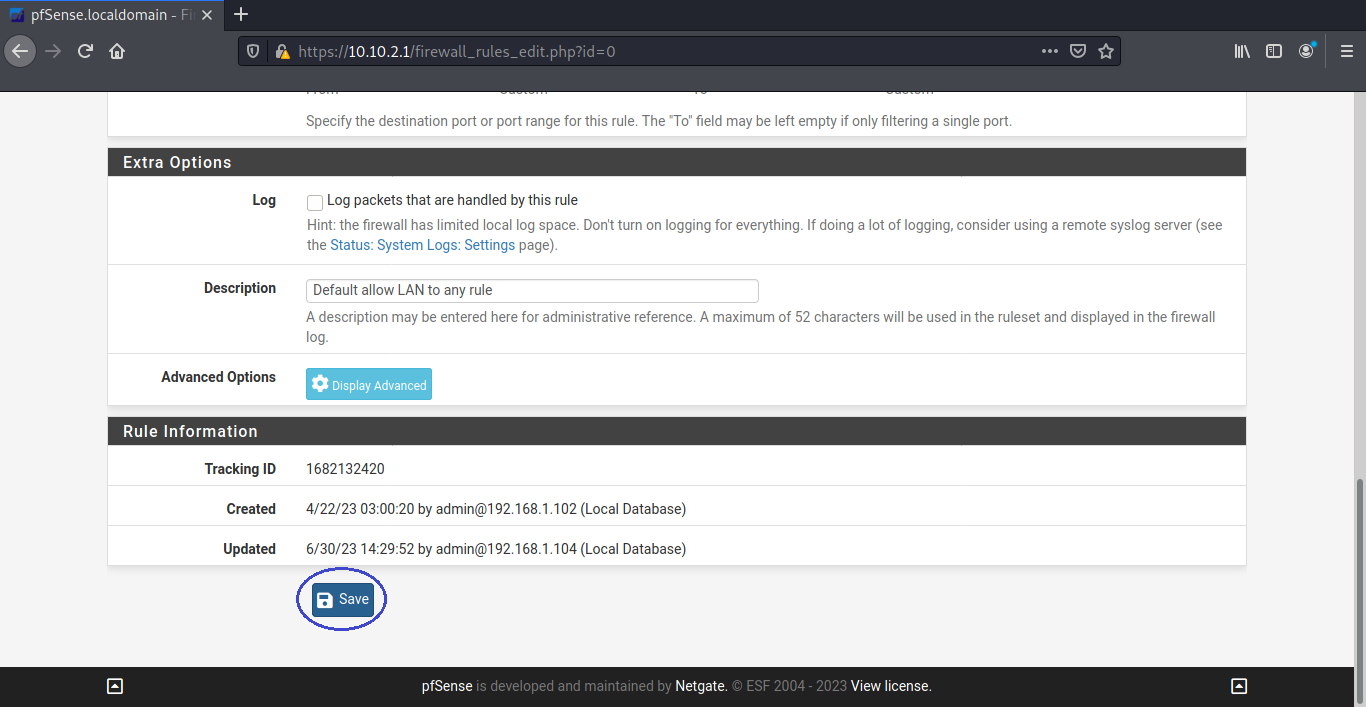 pfSense.localdomain - Fi
https://10.10.2.1/firewall_rules_edit.php?id=0
Specify the destination port or port range for this rule. The "To" field may be left empty if only filtering a single port.
Extra Options
Log
Log packets that are handled by this rule
Hint: the firewall has limited local log space. Don't turn on logging for everything. If doing a lot of logging, consider using a remote syslog server (see
the Status: System Logs: Settings page).
Description
Default allow LAN to any rule
A description may be entered here for administrative reference. A maximum of 52 characters will be used in the ruleset and displayed in the firewall
log.
Advanced Options
Display Advanced
Rule Information
Tracking ID
1682132420
Created
4/22/23 03:00:20 by admin@192.168.1.102 (Local Database)
Updated
6/30/23 14:29:52 by admin@192.168.1.104 (Local Database)
Save
pfSense is developed and maintained by Netgate. © ESF 2004 - 2023 View license.